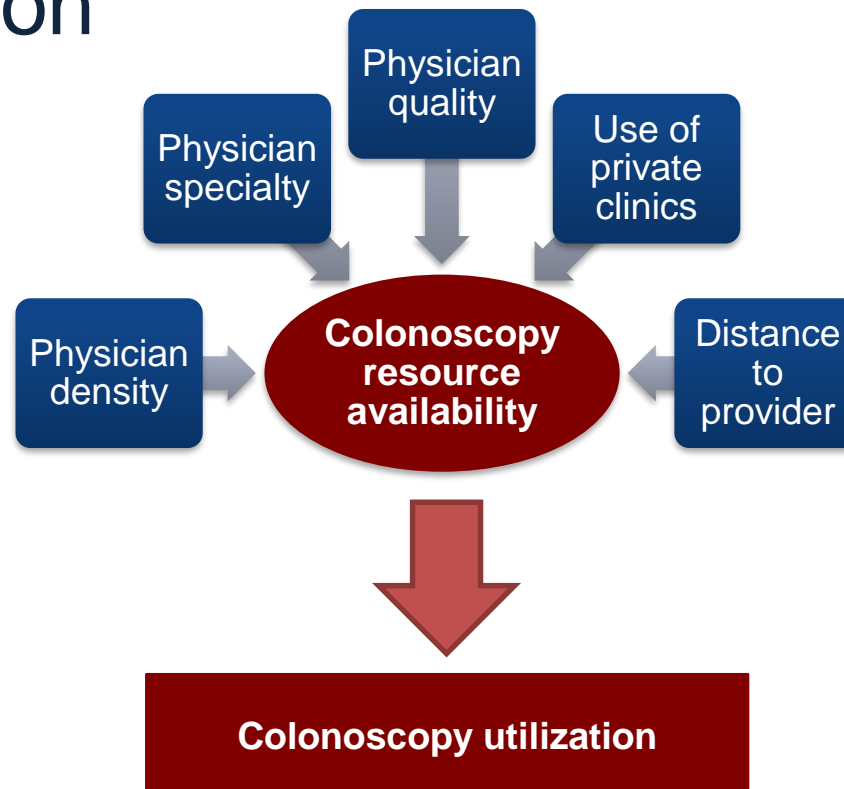 on
Physician
quality
Physician
specialty
Use of
private
clinics
Physician
density
Colonoscopy
resource
availability
Distance
to
provider
Colonoscopy utilization